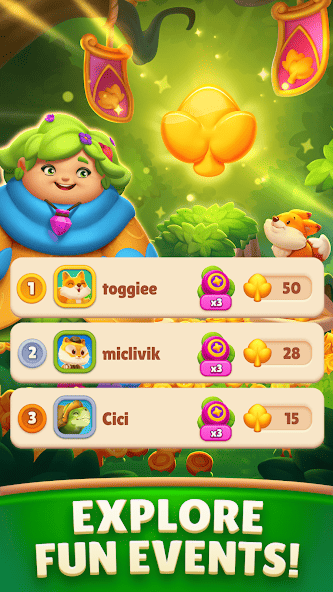 1 toggiee x3 50
2 miclivik x3 28
3 Cici x3 15
EXPLORE
FUN EVENTS!